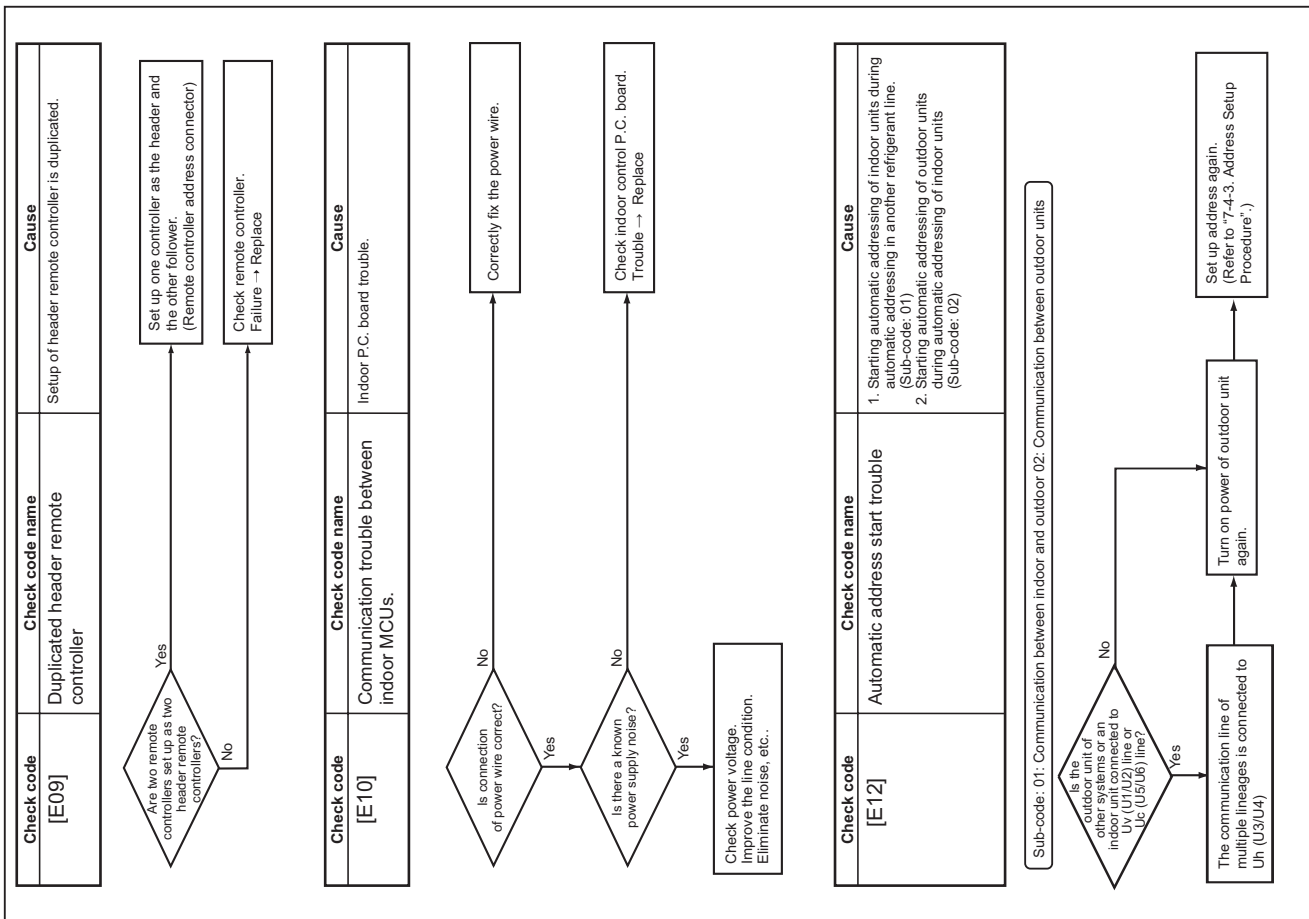 Check code
Check code name
Cause
[E09]
Duplicated header remote
controller
Setup of header remote controller is duplicated.
Are two remote
controllers set up as two
header remote
controllers?
Yes
No
Set up one controller as the header and
the other follower.
(Remote controller address connector)
Check remote controller.
Failure → Replace
Check code
Check code name
Cause
[E10]
Communication trouble between
indoor MCUs.
Indoor P.C. board trouble.
Is connection
of power wire correct?
No
Yes
Correctly fix the power wire.
Is there a known
power supply noise?
No
Yes
Check indoor control P.C. board.
Trouble → Replace
Check power voltage.
Improve the line condition.
Eliminate noise, etc..
Check code
Check code name
Cause
[E12]
Automatic address start trouble
1. Starting automatic addressing of indoor units during
automatic addressing in another refrigerant line.
(Sub-code: 01)
2. Starting automatic addressing of outdoor units
during automatic addressing of indoor units
(Sub-code: 02)
Sub-code: 01: Communication between indoor and outdoor 02: Communication between outdoor units
Is the
outdoor unit of
other systems or an
indoor unit connected to
Uv (U1/U2) line or
Uc (U5/U6) line?
No
Yes
The communication line of
multiple lineages is connected to
Uh (U3/U4)
Turn on power of outdoor unit
again.
Set up address again.
(Refer to “7-4-3. Address Setup
Procedure”.)